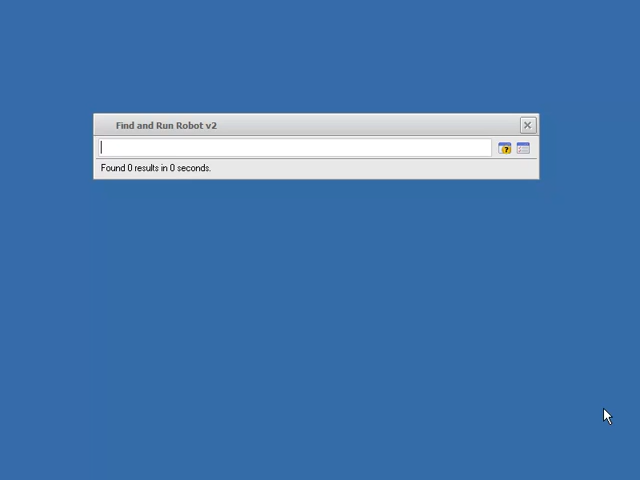 Find and Run Robot v2
Found 0 results in 0 seconds.